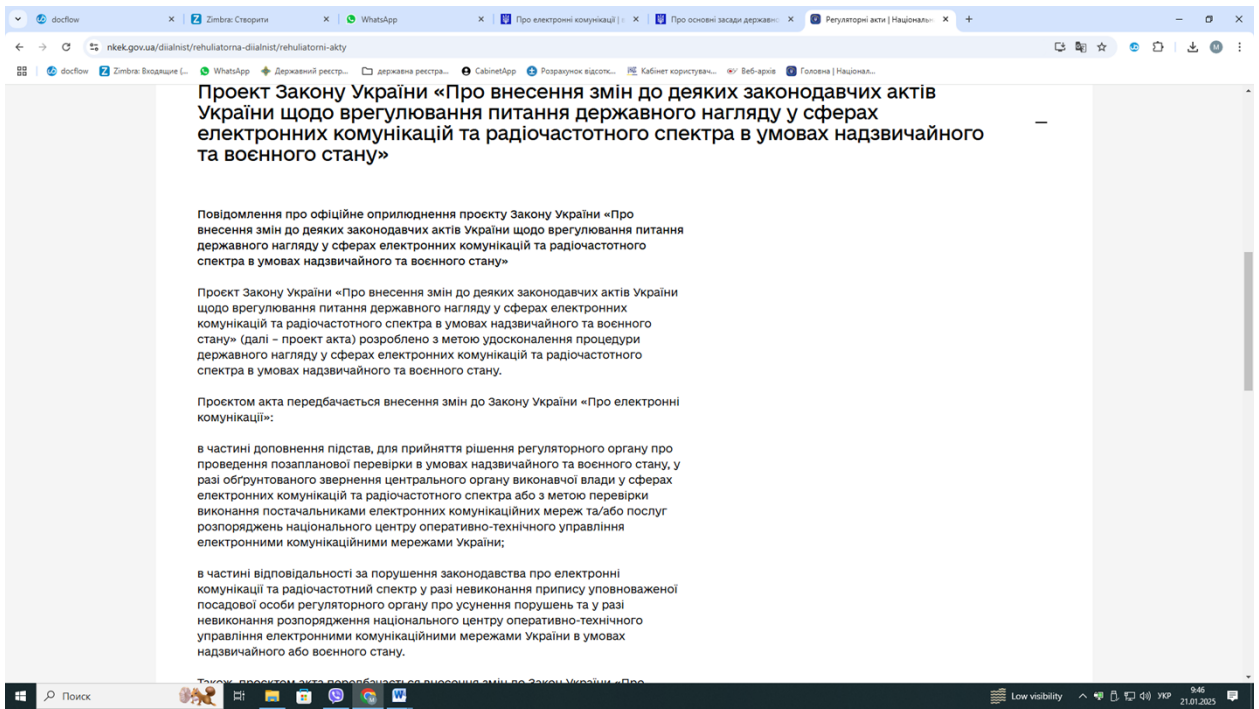 docflow
Zimbra: Створити
WhatsApp
Про електронні комунікації |
Про основні засади державно
Регуляторні акти | Національн
nkek.gov.ua/diialnist/rehuliatorna-diialnist/rehuliatorni-akty
docflow
Zimbra: Входящие (...
WhatsApp
Державний реєстр...
державна реєстра...
CabinetApp
Розрахунок відсотк...
Кабінет користувач...
Веб-архів
Головна | Націонал...
Проект Закону України «Про внесення змін до деяких законодавчих актів
України щодо врегулювання питання державного нагляду у сферах
електронних комунікацій та радіочастотного спектра в умовах надзвичайного
та воєнного стану»
Повідомлення про офіційне оприлюднення проєкту Закону України «Про
внесення змін до деяких законодавчих актів України щодо врегулювання питання
державного нагляду у сферах електронних комунікацій та радіочастотного
спектра в умовах надзвичайного та воєнного стану»
Проєкт Закону України «Про внесення змін до деяких законодавчих актів України
щодо врегулювання питання державного нагляду у сферах електронних
комунікацій та радіочастотного спектра в умовах надзвичайного та воєнного
стану» (далі – проект акта) розроблено з метою удосконалення процедури
державного нагляду у сферах електронних комунікацій та радіочастотного
спектра в умовах надзвичайного та воєнного стану.
Проєктом акта передбачається внесення змін до Закону України «Про електронні
комунікації»:
в частині доповнення підстав, для прийняття рішення регуляторного органу про
проведення позапланової перевірки в умовах надзвичайного та воєнного стану, у
разі обґрунтованого звернення центрального органу виконавчої влади у сферах
електронних комунікацій та радіочастотного спектра або з метою перевірки
виконання постачальниками електронних комунікаційних мереж та/або послуг
розпоряджень національного центру оперативно-технічного управління
електронними комунікаційними мережами України;
в частині відповідальності за порушення законодавства про електронні
комунікації та радіочастотний спектр у разі невиконання припису уповноваженої
посадової особи регуляторного органу про усунення порушень та у разі
невиконання розпорядження національного центру оперативно-технічного
управління електронними комунікаційними мережами України в умовах
надзвичайного або воєнного стану.
Також, проєктом акта передбачається внесення змін до Закон України «Про
Поиск
Low visibility
УКР
9:46
21.01.2025